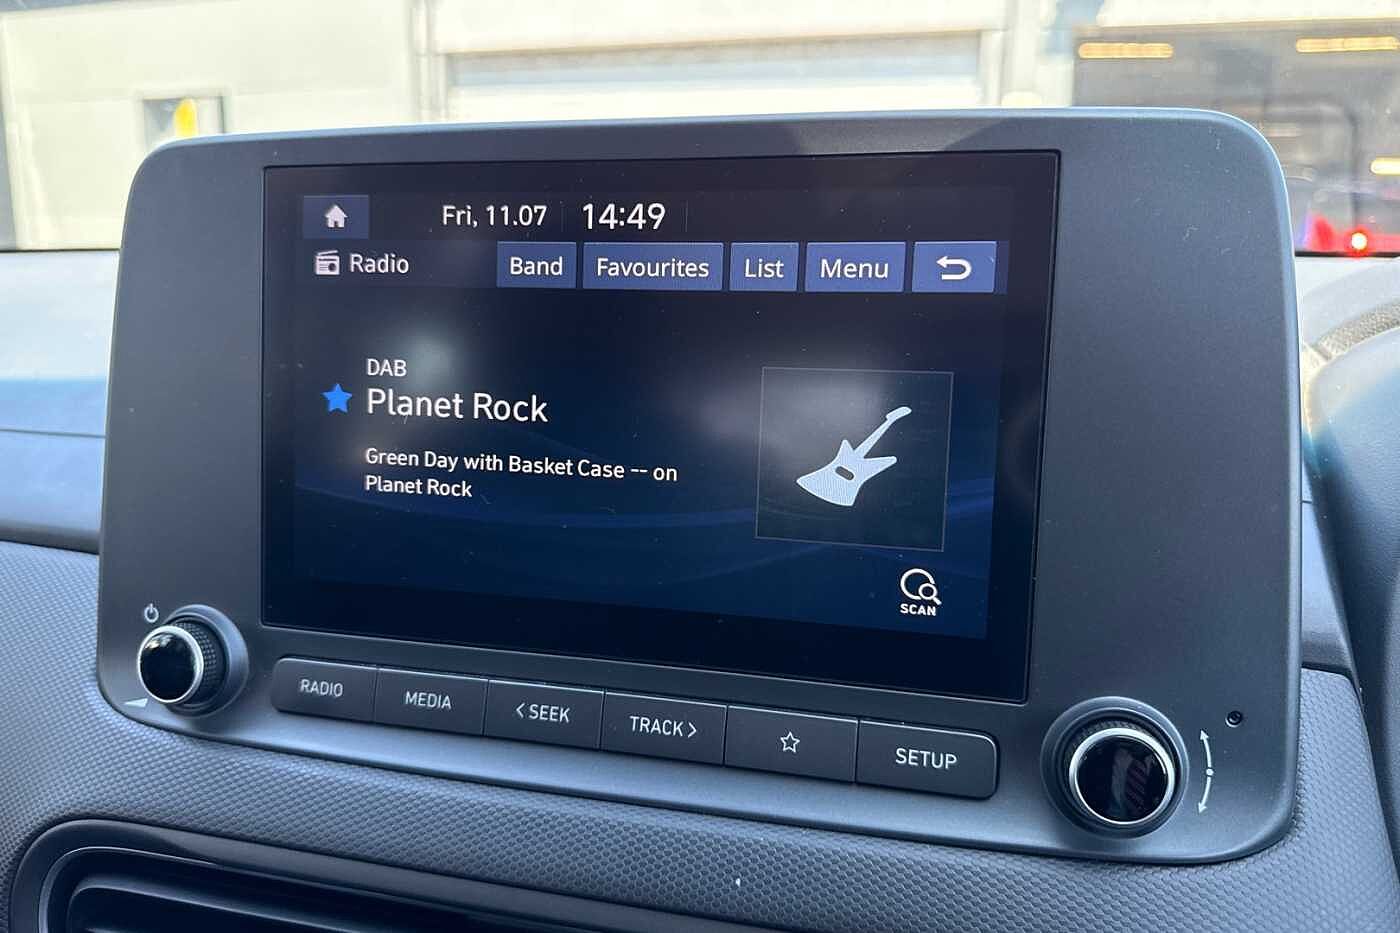 Fri, 11.07 14:49
Radio Band Favourites List Menu
DAB
Planet Rock
Green Day with Basket Case -- on
Planet Rock
SCAN
RADIO MEDIA < SEEK TRACK > SETUP